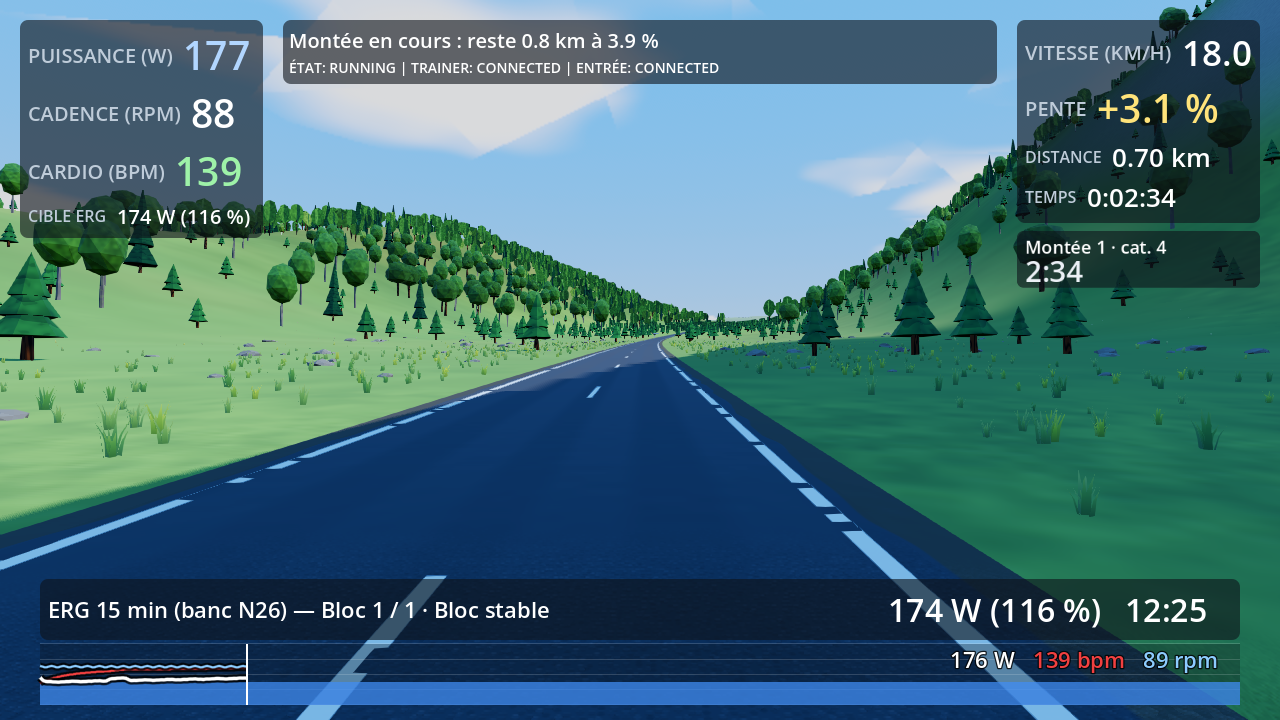 PUISSANCE (W) 177
CADENCE (RPM) 88
CARDIO (BPM) 139
CIBLE ERG 174 W (116 %)
Montée en cours : reste 0.8 km à 3.9 %
ÉTAT: RUNNING | TRAINER: CONNECTED | ENTRÉE: CONNECTED
VITESSE (KM/H) 18.0
PENTE +3.1 %
DISTANCE 0.70 km
TEMPS 0:02:34
Montée 1 · cat. 4
2:34
ERG 15 min (banc N26) — Bloc 1 / 1 · Bloc stable 174 W (116 %) 12:25
176 W 139 bpm 89 rpm